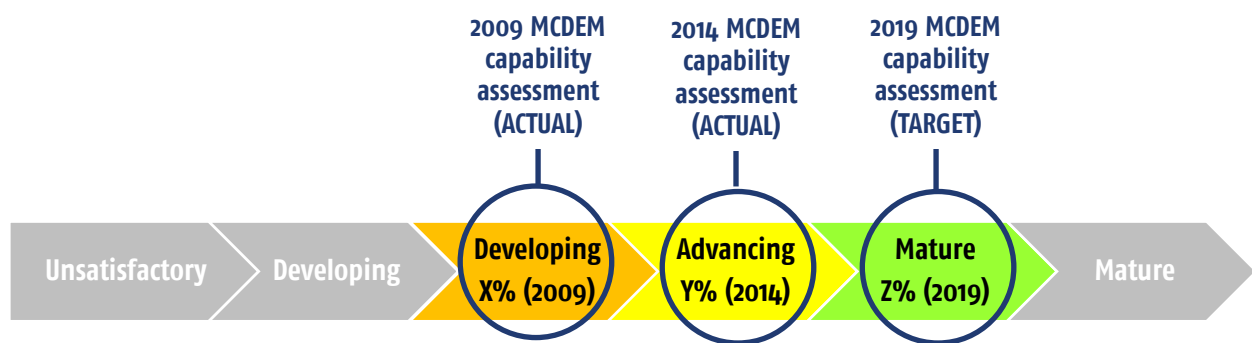 2009 MCDEM
capability
assessment
(ACTUAL)
2014 MCDEM
capability
assessment
(ACTUAL)
2019 MCDEM
capability
assessment
(TARGET)
Unsatisfactory
Developing
Developing
X% (2009)
Advancing
Y% (2014)
Mature
Z% (2019)
Mature